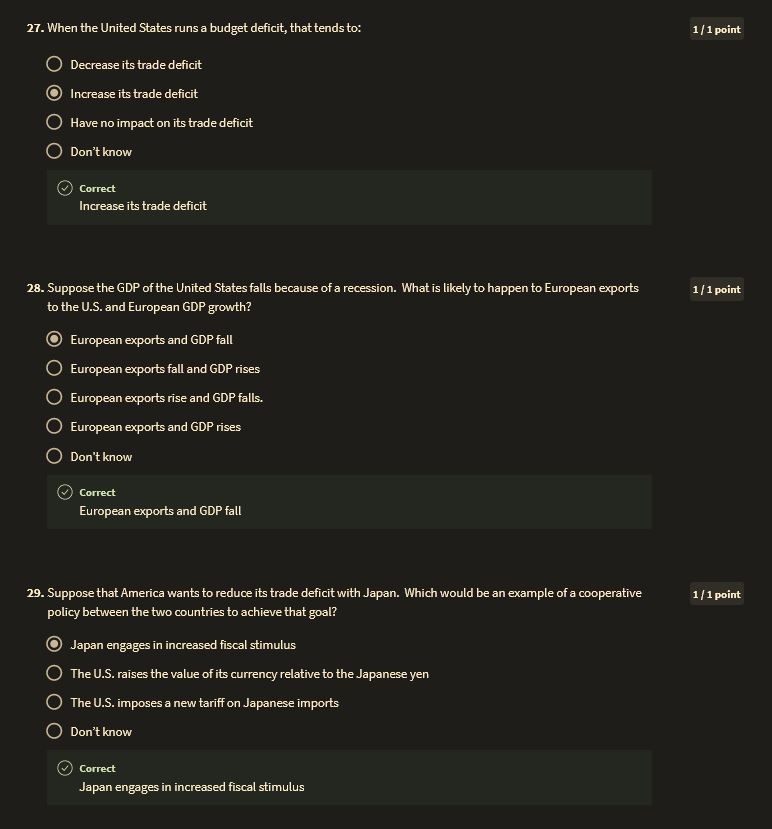 27. When the United States runs a budget deficit, that tends to:
1 / 1 point
Decrease its trade deficit
Increase its trade deficit
Have no impact on its trade deficit
Don't know
Correct
Increase its trade deficit
28. Suppose the GDP of the United States falls because of a recession. What is likely to happen to European exports
to the U.S. and European GDP growth?
1 / 1 point
European exports and GDP fall
European exports fall and GDP rises
European exports rise and GDP falls.
European exports and GDP rises
Don't know
Correct
European exports and GDP fall
29. Suppose that America wants to reduce its trade deficit with Japan. Which would be an example of a cooperative
policy between the two countries to achieve that goal?
1 / 1 point
Japan engages in increased fiscal stimulus
The U.S. raises the value of its currency relative to the Japanese yen
The U.S. imposes a new tariff on Japanese imports
Don't know
Correct
Japan engages in increased fiscal stimulus